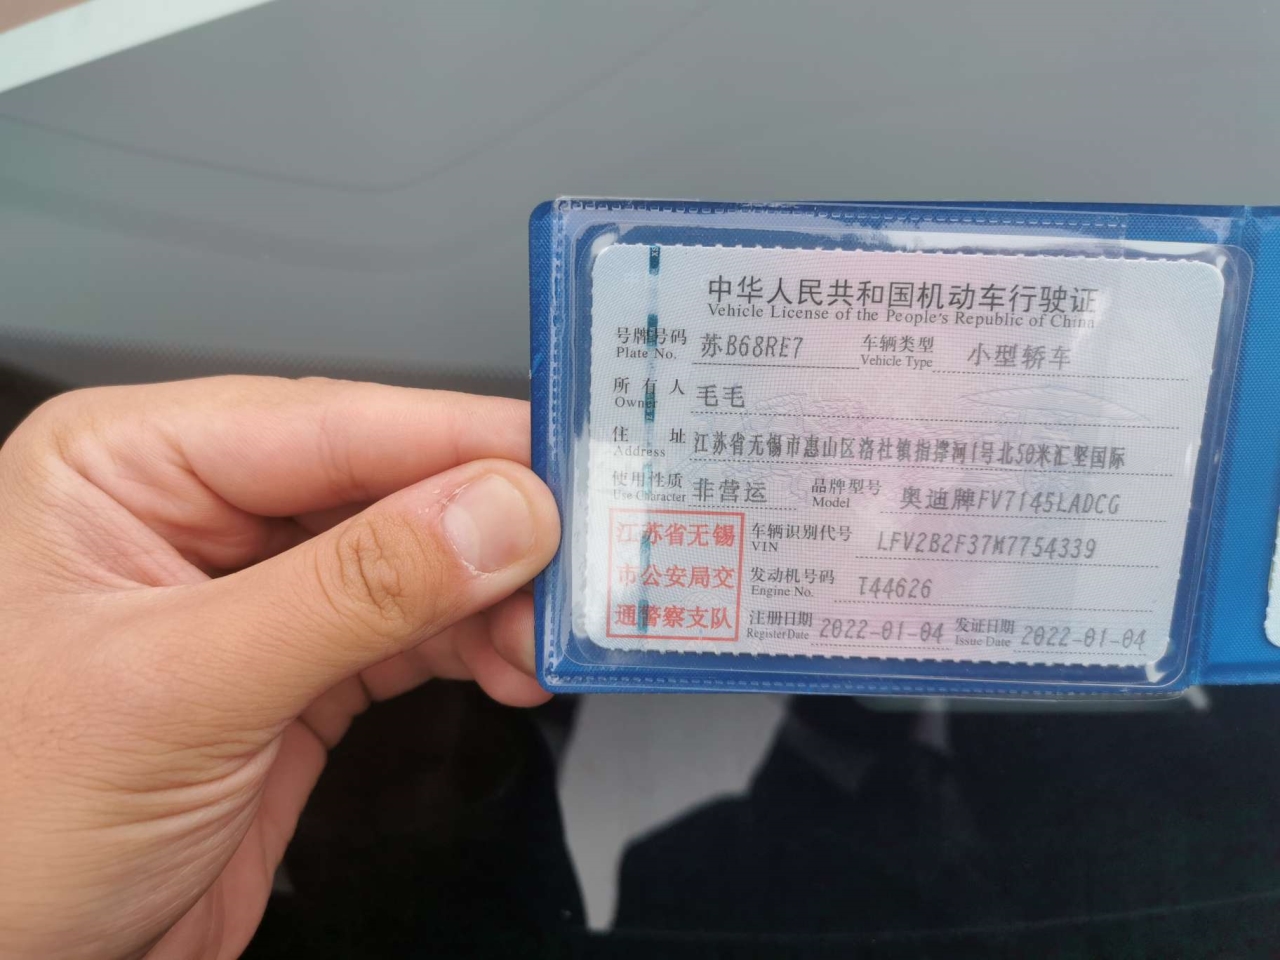 中华人民共和国机动车行驶证
Vehicle License of the People's Republic of China
号牌号码 苏B68RE7 车辆类型 小型轿车
Plate No. Vehicle Type
所有人 毛毛
Owner
住址 江苏省无锡市惠山区洛社镇指撑河1号北50米汇坚国际
Address
使用性质 非营运 品牌型号 奥迪牌FV7145LADCG
Use Character Model
江苏省无锡
市公安局交
通警察支队
车辆识别代号 LFV2B2F37M7754339
VIN
发动机号码 T44626
Engine No.
注册日期 2022-01-04 发证日期 2022-01-04
Register Date Issue Date